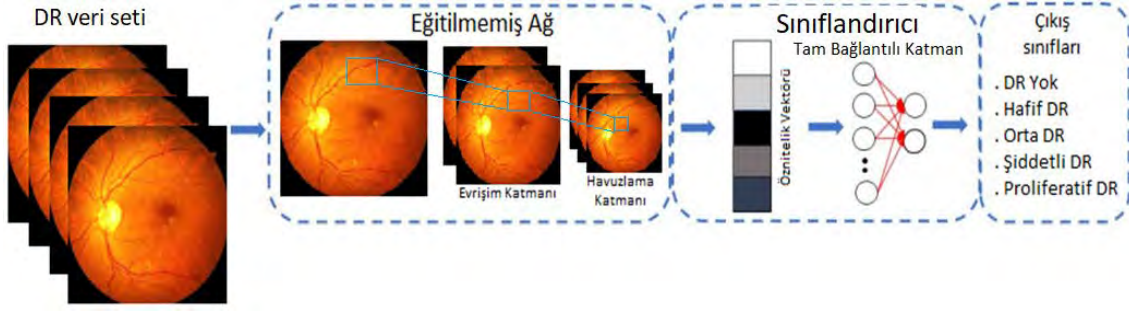 DR veri seti
Eğitilmemiş Ağ
Evrişim Katmanı
Havuzlama
Katmanı
Sınıflandırıcı
Tam Bağlantılı Katman
Öznitelik Vektörü
Çıkış
sınıfları
. DR Yok
. Hafif DR
. Orta DR
. Şiddetli DR
. Proliferatif DR